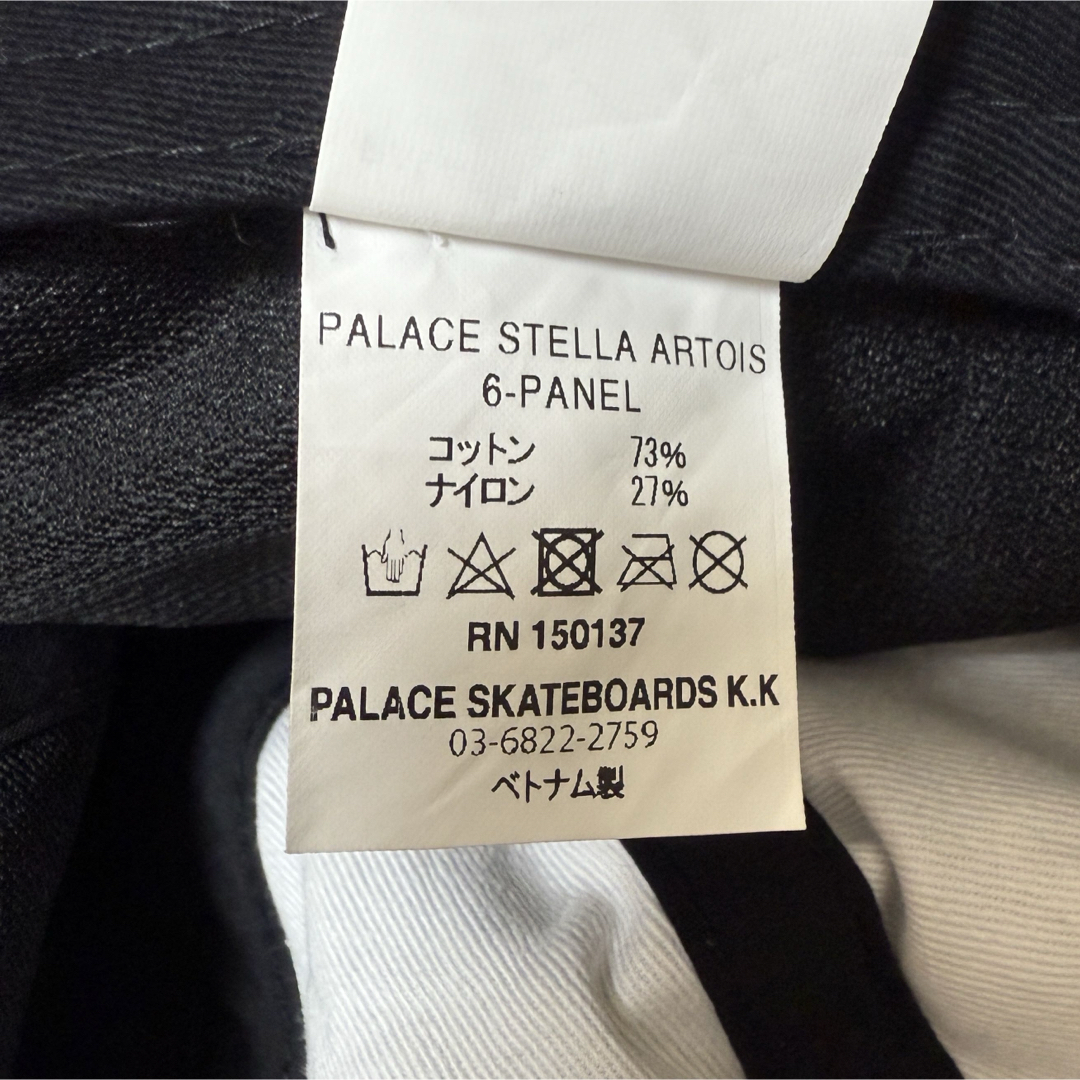 PALACE STELLA ARTOIS
6-PANEL
コットン 73%
ナイロン 27%
RN 150137
PALACE SKATEBOARDS K.K
03-6822-2759
ベトナム製